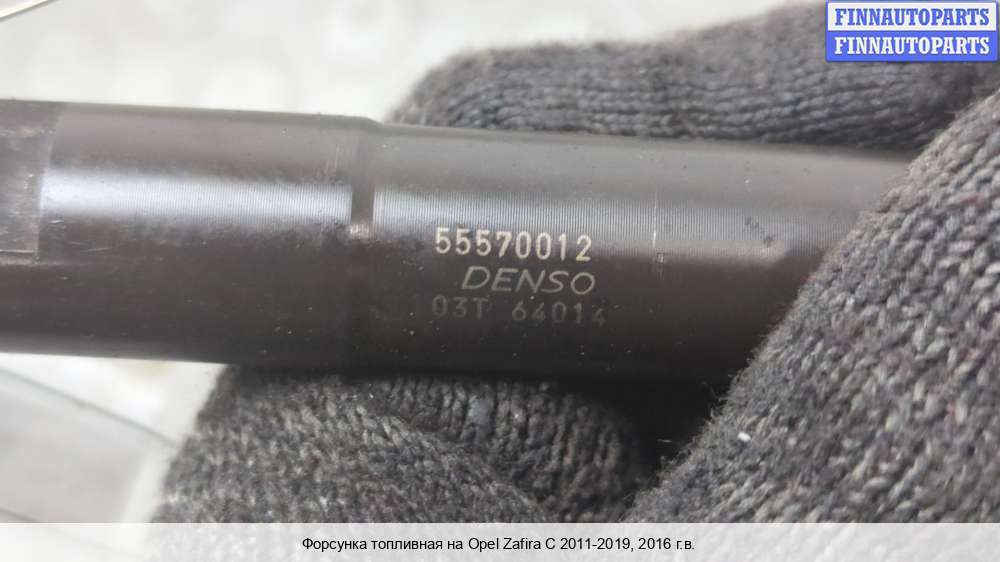 FINNAUTOPARTS
FINNAUTOPARTS
55570012
DENSO
03T 64014
Форсунка топливная на Opel Zafira C 2011-2019, 2016 г.в.